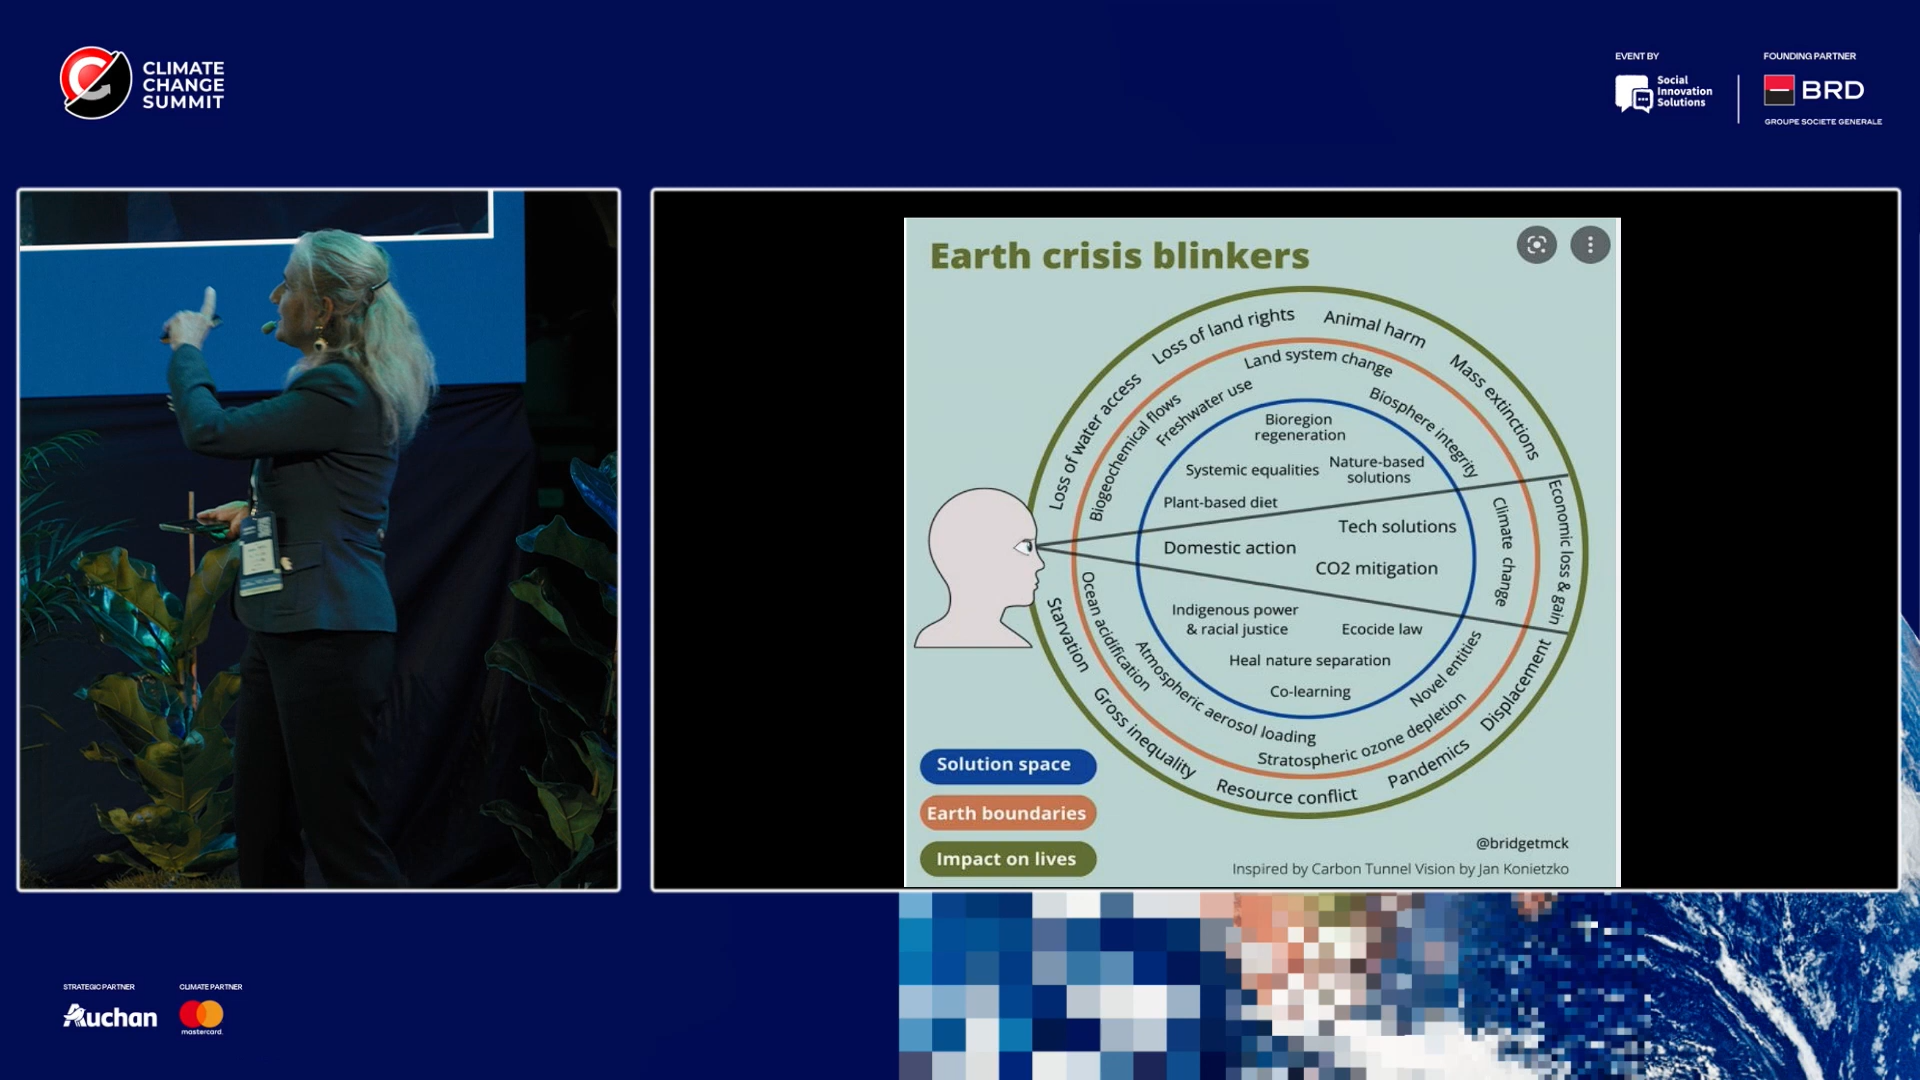 CLIMATE
CHANGE
SUMMIT
EVENT BY
Social
Innovation
Solutions
FOUNDING PARTNER
BRD
GROUPE SOCIETE GENERALE
Earth crisis blinkers
Loss of water access
Loss of land rights
Animal harm
Mass extinctions
Economic loss & gain
Displacement
Pandemics
Resource conflict
Gross inequality
Starvation
Biogeochemical flows
Freshwater use
Land system change
Biosphere integrity
Climate change
Novel entities
Stratospheric ozone depletion
Atmospheric aerosol loading
Ocean acidification
Bioregion
regeneration
Systemic equalities
Nature-based
solutions
Plant-based diet
Tech solutions
Domestic action
CO2 mitigation
Indigenous power
& racial justice
Ecocide law
Heal nature separation
Co-learning
Solution space
Earth boundaries
Impact on lives
@bridgetmck
Inspired by Carbon Tunnel Vision by Jan Konietzko
STRATEGIC PARTNER
Auchan
CLIMATE PARTNER
mastercard.